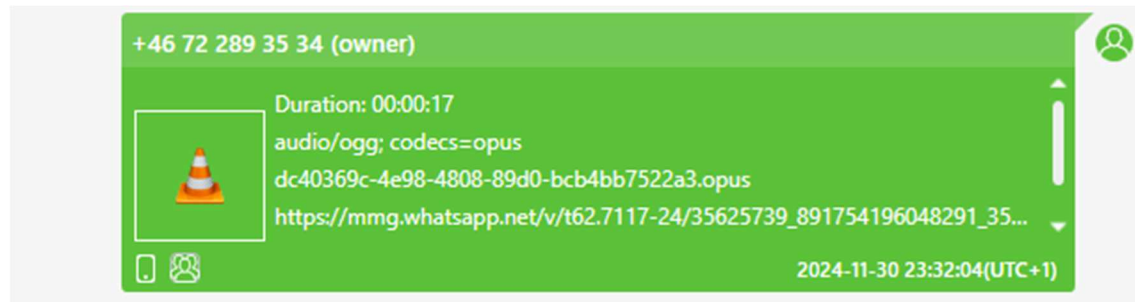 +46 72 289 35 34 (owner)
Duration: 00:00:17
audio/ogg; codecs=opus
dc40369c-4e98-4808-89d0-bcb4bb7522a3.opus
https://mmg.whatsapp.net/v/t62.7117-24/35625739_891754196048291_35...
2024-11-30 23:32:04(UTC+1)